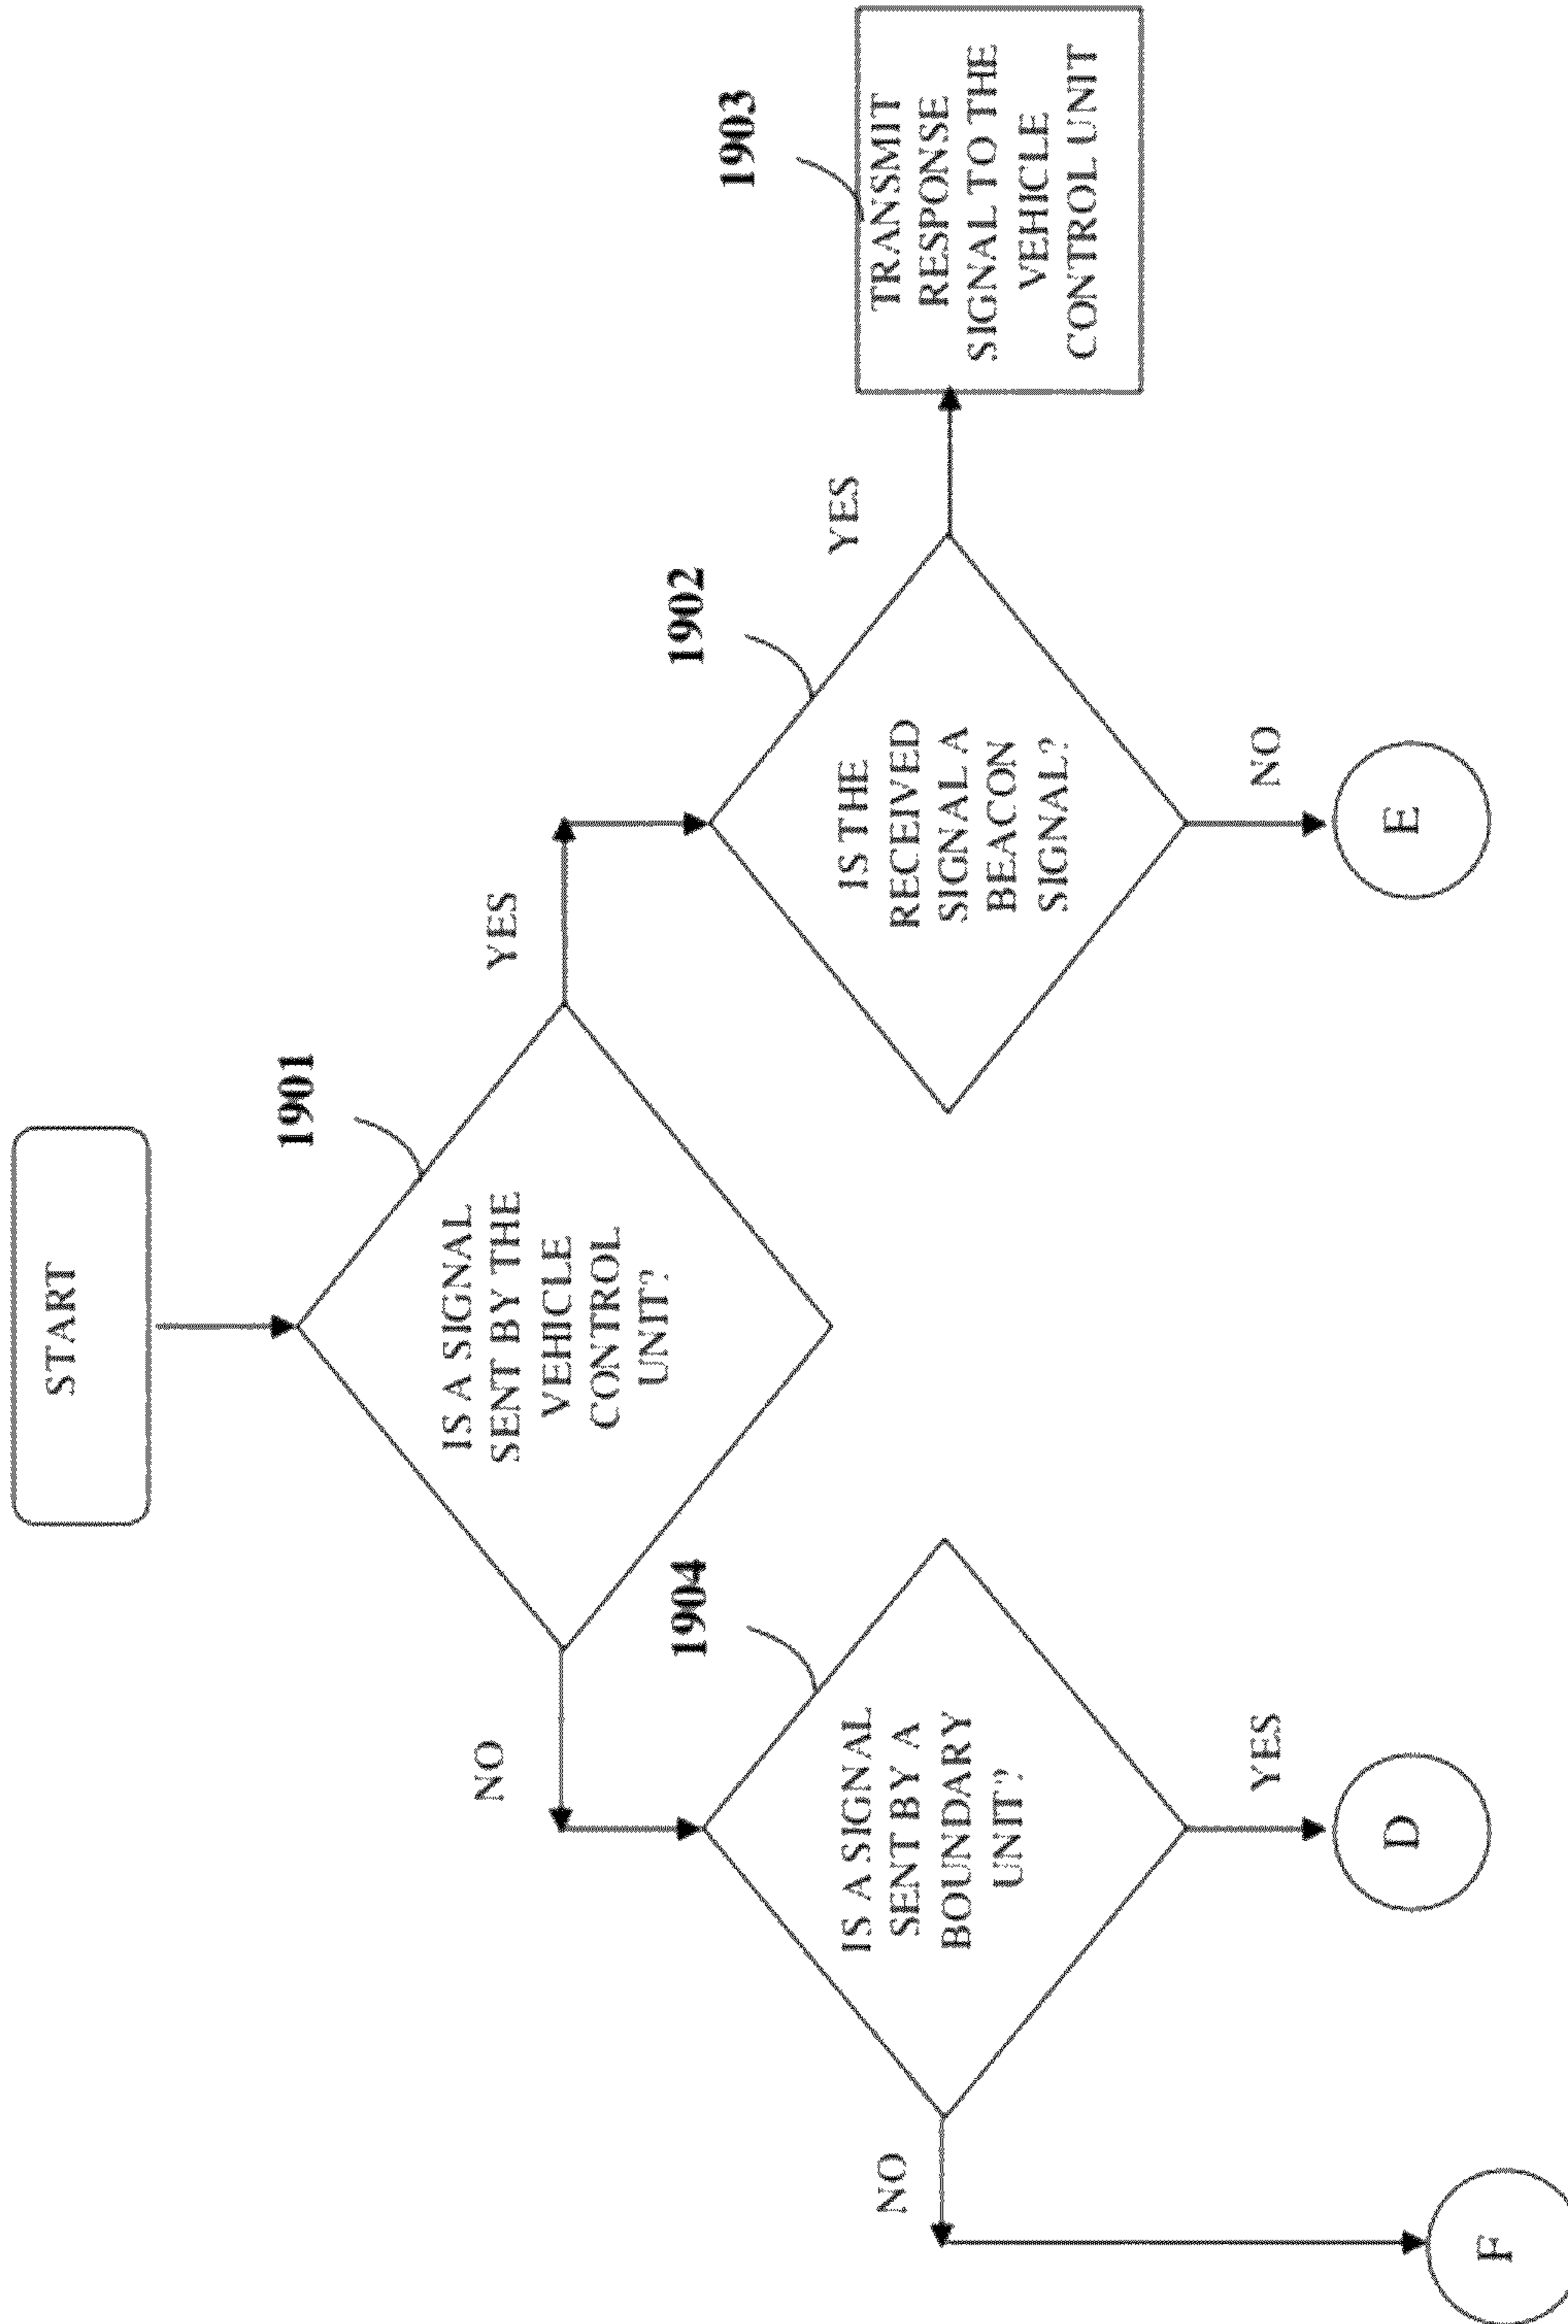 START
1901
IS A SIGNAL
SENT BY THE
VEHICLE
CONTROL
UNIT?
NO
YES
1904
IS A SIGNAL
SENT BY A
BOUNDARY
UNIT?
NO
YES
F
D
1902
IS THE
RECEIVED
SIGNAL A
BEACON
SIGNAL?
YES
NO
E
1903
TRANSMIT
RESPONSE
SIGNAL TO THE
VEHICLE
CONTROL UNIT